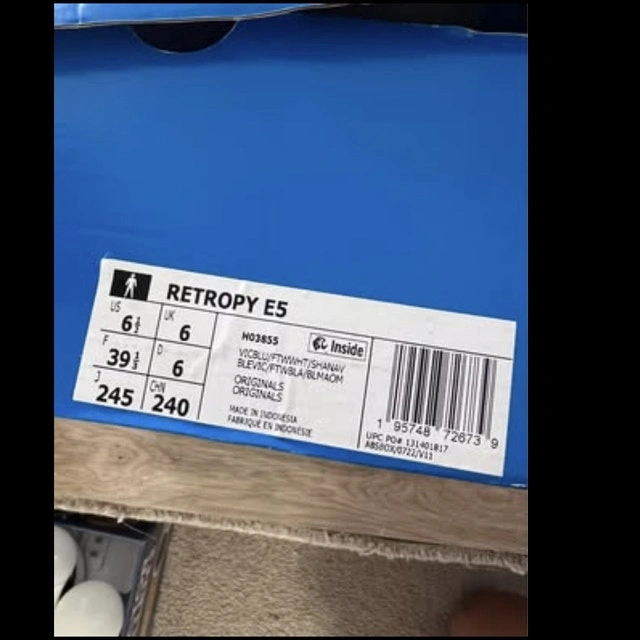 RETROPY E5
US 6½
UK 6
F 39⅓
D 6
J 245
CHN 240
H03855
Inside
VICBLU/FTWWHT/SHANAV
BLEVIC/FTWBLA/BLMAOM
ORIGINALS
ORIGINALS
MADE IN INDONESIA
FABRIQUÉ EN INDONÉSIE
1 95748 72673 9
UPC PO# 131401817